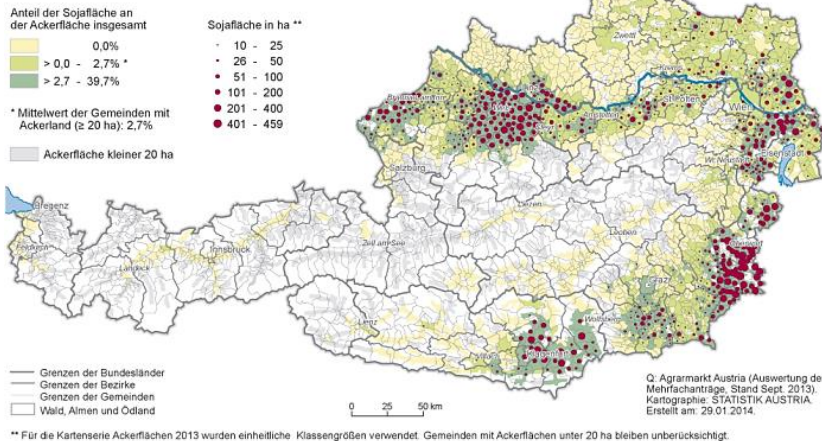 Anteil der Sojafläche an
der Ackerfläche insgesamt
0,0%
> 0,0 - 2,7% *
> 2,7 - 39,7%
* Mittelwert der Gemeinden mit
Ackerland (≥ 20 ha): 2,7%
Ackerfläche kleiner 20 ha
Sojafläche in ha **
10 - 25
26 - 50
51 - 100
101 - 200
201 - 400
401 - 459
Zwettl
Krems
Linz
Wels
Steyr
Amstetten
St. Pölten
Wien
Eisenstadt
Wr. Neustadt
Salzburg
Bregenz
Feldkirch
Landeck
Innsbruck
Zell am See
Liezen
Leoben
Oberwart
Graz
Lienz
Wolfsberg
Villach
Klagenfurt
Grenzen der Bundesländer
Grenzen der Bezirke
Grenzen der Gemeinden
Wald, Almen und Ödland
0 25 50 km
Q: Agrarmarkt Austria (Auswertung de
Mehrfachanträge, Stand Sept. 2013).
Kartographie: STATISTIK AUSTRIA.
Erstellt am: 29.01.2014.
** Für die Kartenserie Ackerflächen 2013 wurden einheitliche Klassengrößen verwendet. Gemeinden mit Ackerflächen unter 20 ha bleiben unberücksichtigt.